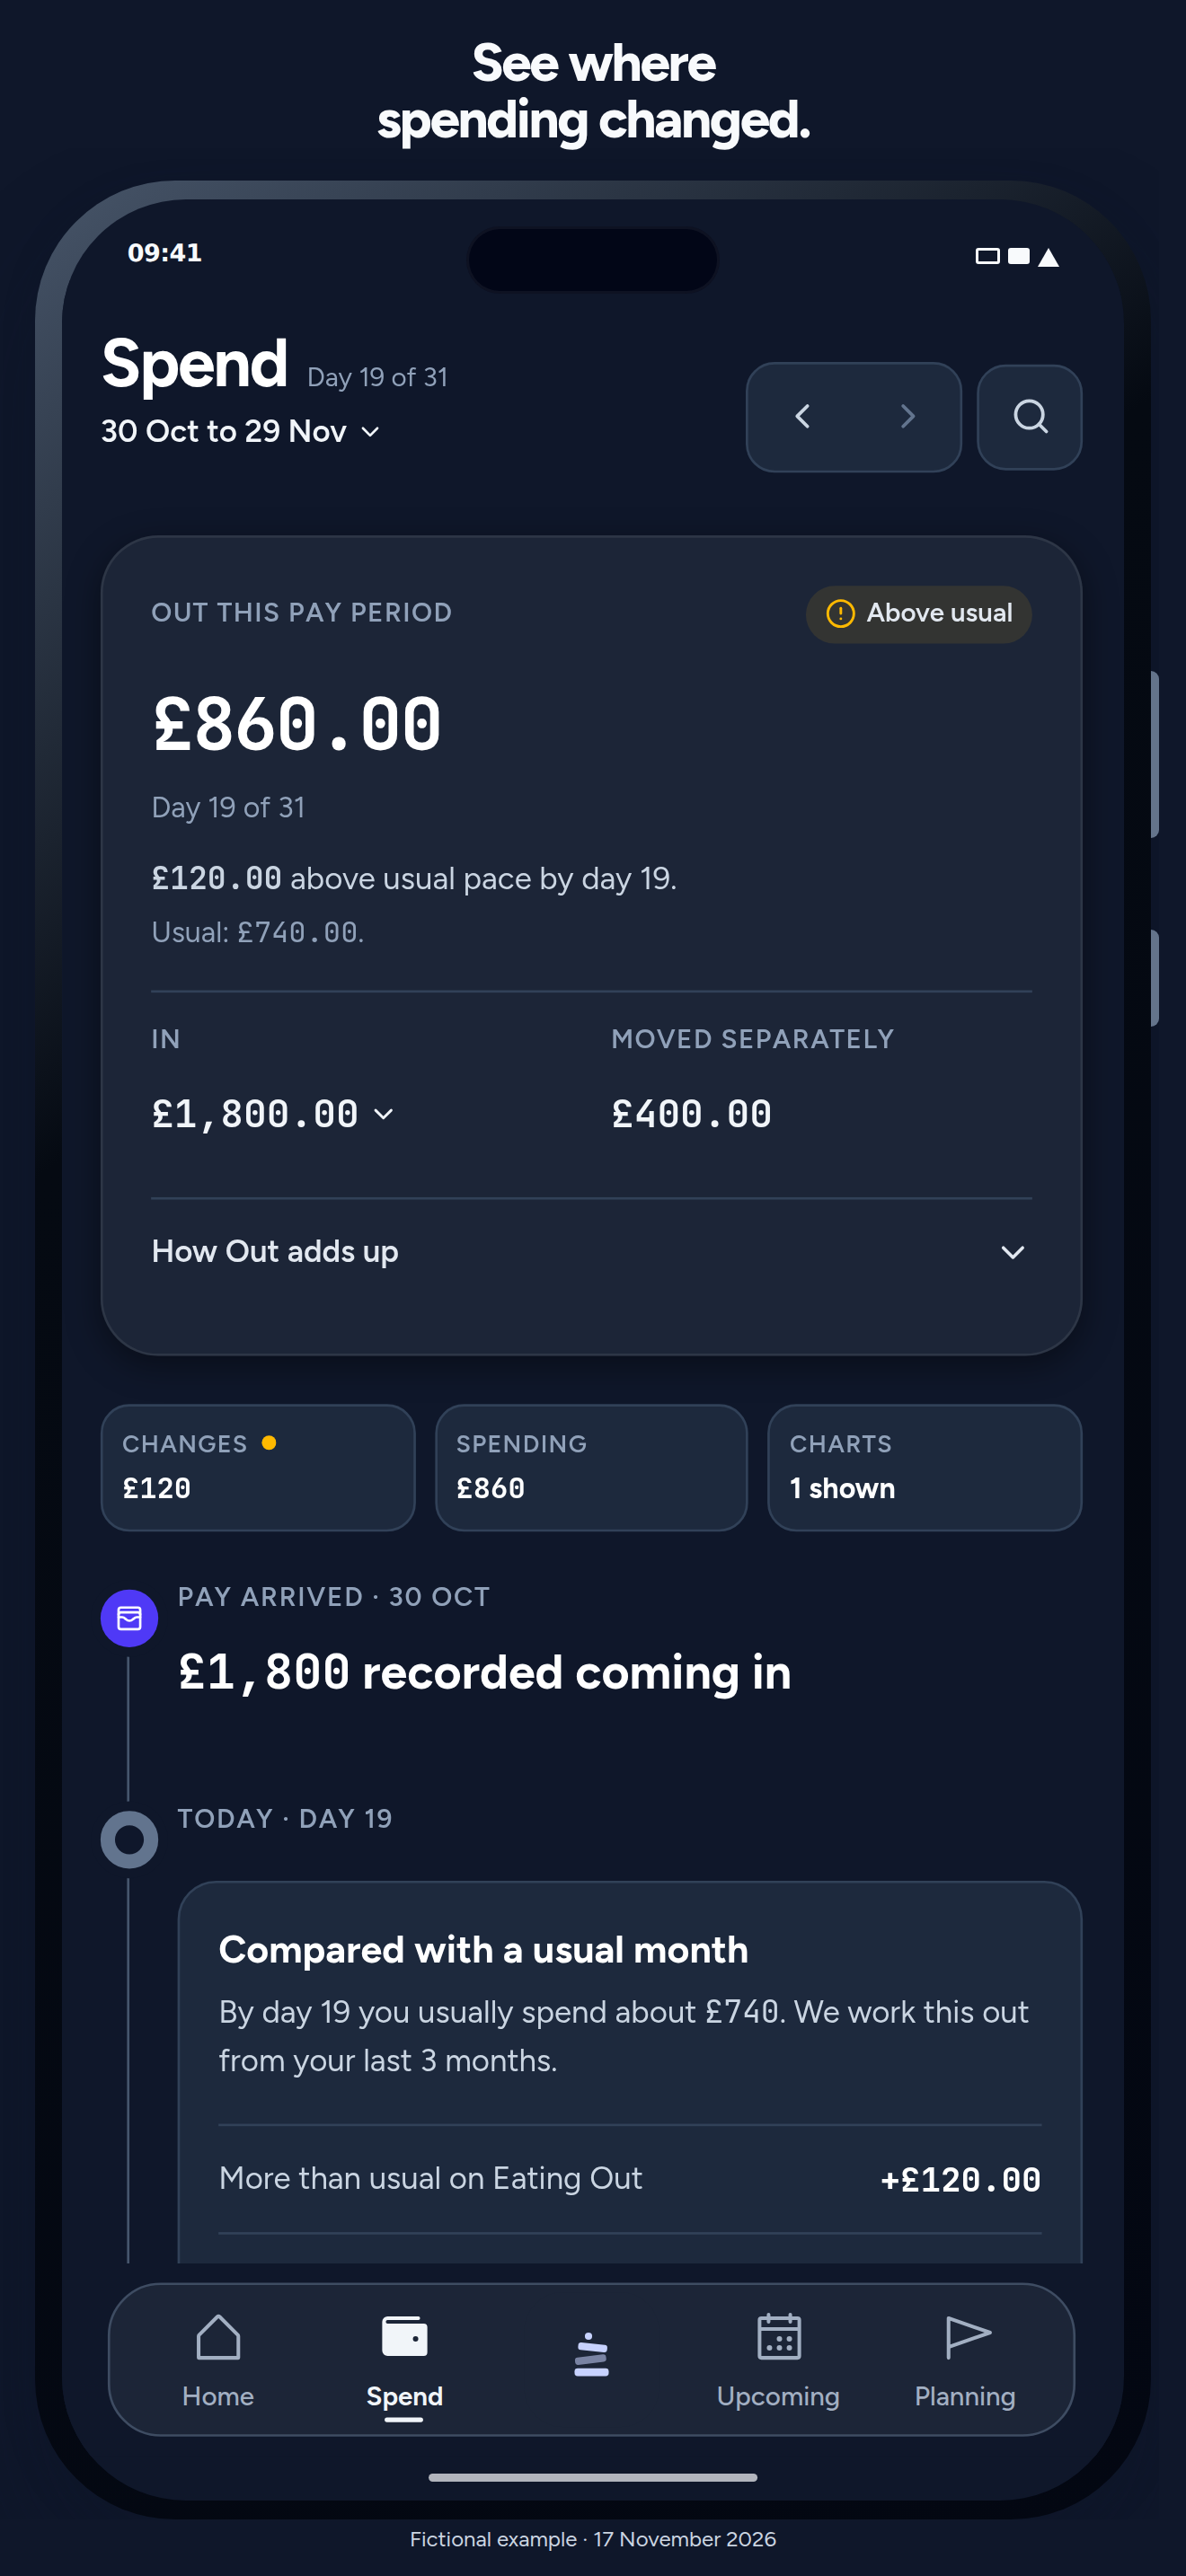 See where
spending changed.
09:41
Spend Day 19 of 31
30 Oct to 29 Nov
OUT THIS PAY PERIOD
Above usual
£860.00
Day 19 of 31
£120.00 above usual pace by day 19.
Usual: £740.00.
IN
MOVED SEPARATELY
£1,800.00
£400.00
How Out adds up
CHANGES
£120
SPENDING
£860
CHARTS
1 shown
PAY ARRIVED · 30 OCT
£1,800 recorded coming in
TODAY · DAY 19
Compared with a usual month
By day 19 you usually spend about £740. We work this out
from your last 3 months.
More than usual on Eating Out +£120.00
Home
Spend
Upcoming
Planning
Fictional example · 17 November 2026